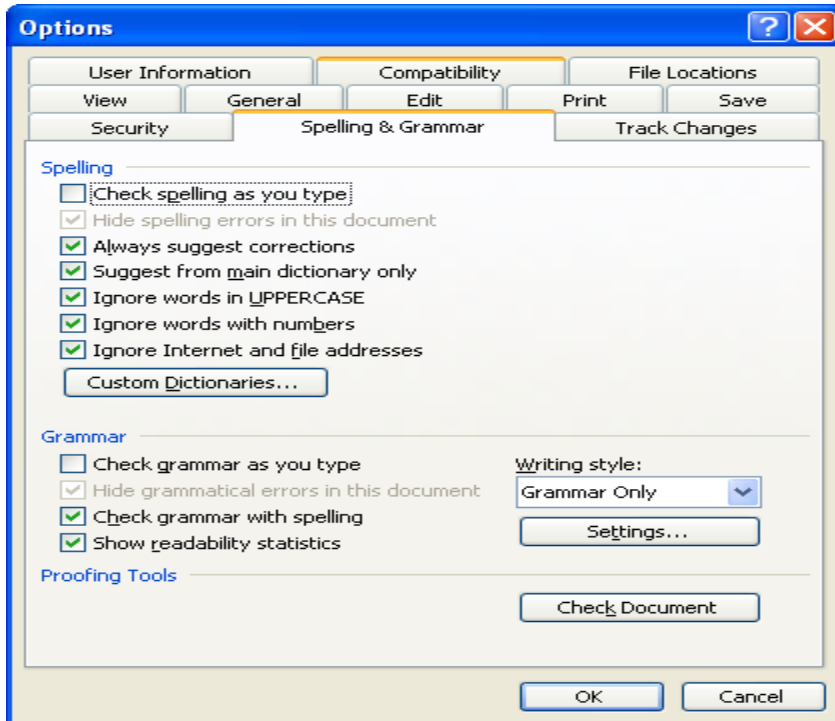 Options
User Information Compatibility File Locations
View General Edit Print Save
Security Spelling & Grammar Track Changes
Spelling
Check spelling as you type
Hide spelling errors in this document
Always suggest corrections
Suggest from main dictionary only
Ignore words in UPPERCASE
Ignore words with numbers
Ignore Internet and file addresses
Custom Dictionaries...
Grammar
Check grammar as you type Writing style:
Hide grammatical errors in this document Grammar Only
Check grammar with spelling Settings...
Show readability statistics
Proofing Tools
Check Document
OK Cancel